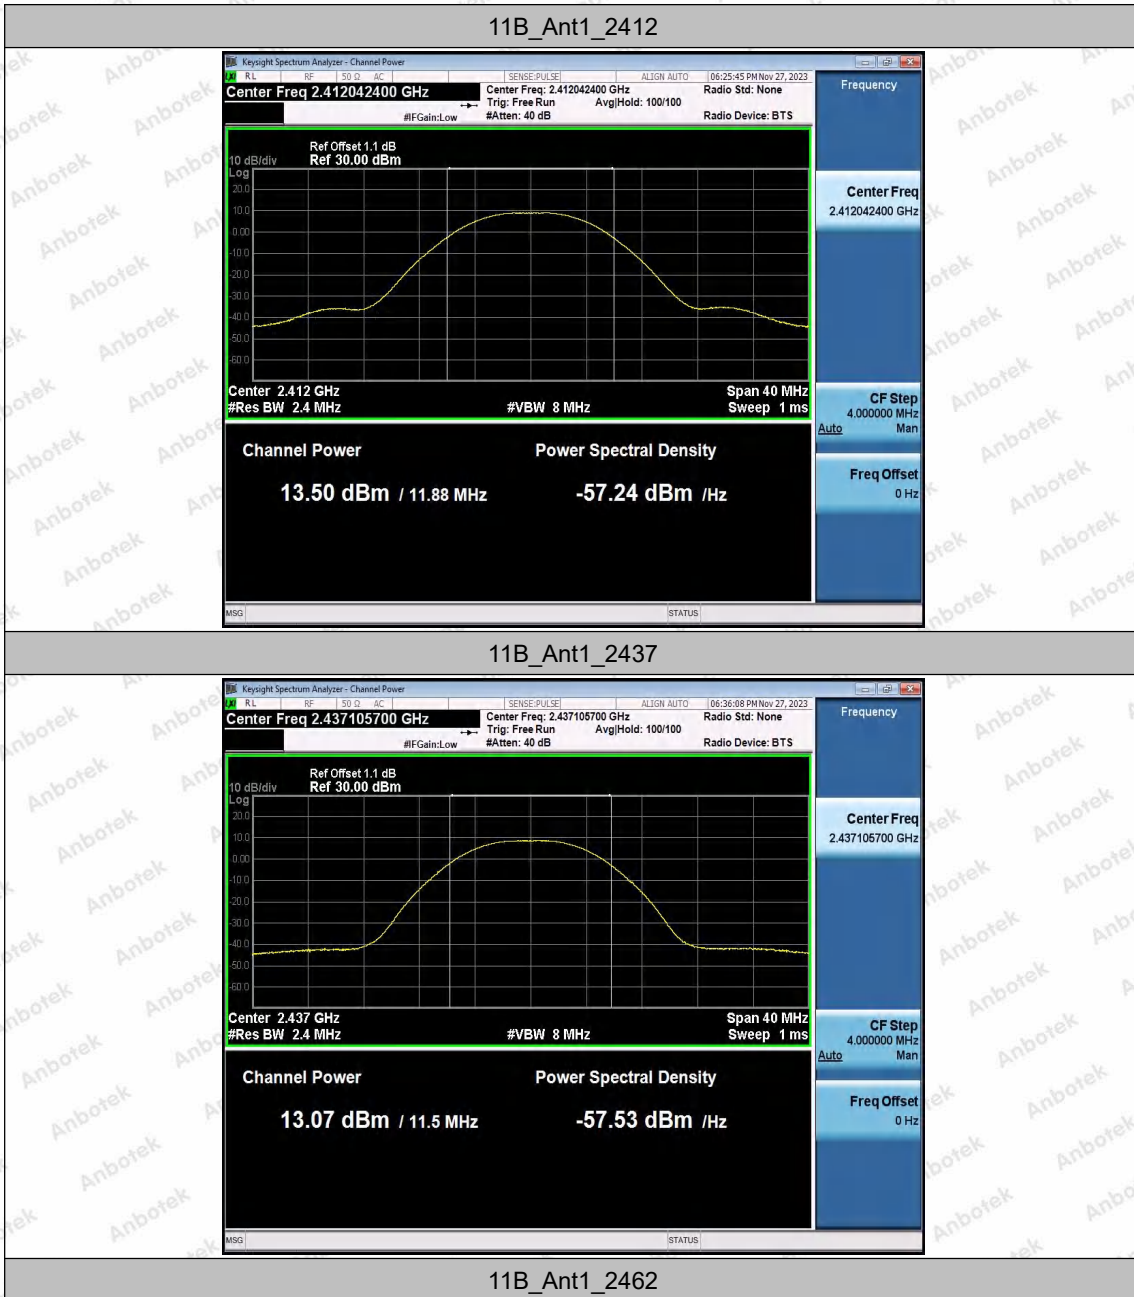 11B_Ant1_2412
Keysight Spectrum Analyzer - Channel Power
LXI RL RF 50 Ω AC SENSE:PULSE ALIGN AUTO 06:25:45 PM Nov 27, 2023
Center Freq 2.412042400 GHz
Center Freq: 2.412042400 GHz Radio Std: None
Trig: Free Run Avg|Hold: 100/100
#IFGain:Low #Atten: 40 dB Radio Device: BTS
Frequency
Ref Offset 1.1 dB
10 dB/div Ref 30.00 dBm
Log
20.0
10.0
0.00
-10.0
-20.0
-30.0
-40.0
-50.0
-60.0
Center 2.412 GHz Span 40 MHz
#Res BW 2.4 MHz #VBW 8 MHz Sweep 1 ms
Center Freq
2.412042400 GHz
CF Step
4.000000 MHz
Auto Man
Freq Offset
0 Hz
Channel Power Power Spectral Density
13.50 dBm / 11.88 MHz -57.24 dBm /Hz
MSG STATUS
11B_Ant1_2437
Keysight Spectrum Analyzer - Channel Power
LXI RL RF 50 Ω AC SENSE:PULSE ALIGN AUTO 06:36:08 PM Nov 27, 2023
Center Freq 2.437105700 GHz
Center Freq: 2.437105700 GHz Radio Std: None
Trig: Free Run Avg|Hold: 100/100
#IFGain:Low #Atten: 40 dB Radio Device: BTS
Frequency
Ref Offset 1.1 dB
10 dB/div Ref 30.00 dBm
Log
20.0
10.0
0.00
-10.0
-20.0
-30.0
-40.0
-50.0
-60.0
Center 2.437 GHz Span 40 MHz
#Res BW 2.4 MHz #VBW 8 MHz Sweep 1 ms
Center Freq
2.437105700 GHz
CF Step
4.000000 MHz
Auto Man
Freq Offset
0 Hz
Channel Power Power Spectral Density
13.07 dBm / 11.5 MHz -57.53 dBm /Hz
MSG STATUS
11B_Ant1_2462
Anbotek